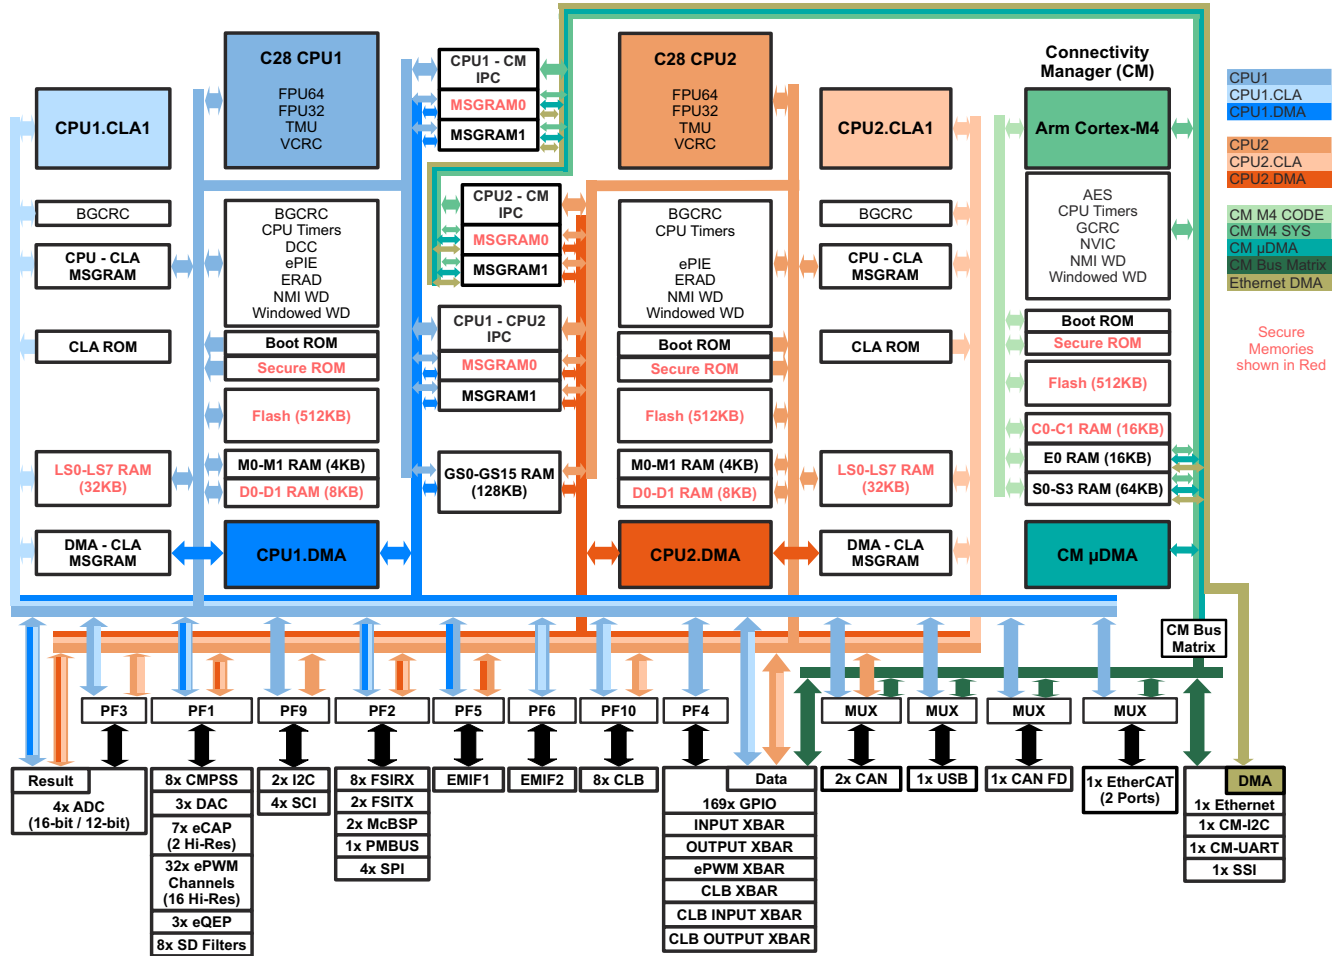 C28 CPU1
FPU64
FPU32
TMU
VCRC
CPU1.CLA1
BGCRC
CPU - CLA
MSGRAM
CLA ROM
LS0-LS7 RAM
(32KB)
DMA - CLA
MSGRAM
BGCRC
CPU Timers
DCC
ePIE
ERAD
NMI WD
Windowed WD
Boot ROM
Secure ROM
Flash (512KB)
M0-M1 RAM (4KB)
D0-D1 RAM (8KB)
CPU1.DMA
CPU1 - CM
IPC
MSGRAM0
MSGRAM1
CPU2 - CM
IPC
MSGRAM0
MSGRAM1
CPU1 - CPU2
IPC
MSGRAM0
MSGRAM1
GS0-GS15 RAM
(128KB)
C28 CPU2
FPU64
FPU32
TMU
VCRC
BGCRC
CPU Timers
ePIE
ERAD
NMI WD
Windowed WD
Boot ROM
Secure ROM
Flash (512KB)
M0-M1 RAM (4KB)
D0-D1 RAM (8KB)
CPU2.DMA
CPU2.CLA1
BGCRC
CPU - CLA
MSGRAM
CLA ROM
LS0-LS7 RAM
(32KB)
DMA - CLA
MSGRAM
Connectivity
Manager (CM)
Arm Cortex-M4
AES
CPU Timers
GCRC
NVIC
NMI WD
Windowed WD
Boot ROM
Secure ROM
Flash (512KB)
C0-C1 RAM (16KB)
E0 RAM (16KB)
S0-S3 RAM (64KB)
CM µDMA
CPU1
CPU1.CLA
CPU1.DMA
CPU2
CPU2.CLA
CPU2.DMA
CM M4 CODE
CM M4 SYS
CM µDMA
CM Bus Matrix
Ethernet DMA
Secure
Memories
shown in Red
CM Bus
Matrix
PF3
PF1
PF9
PF2
PF5
PF6
PF10
PF4
MUX
MUX
MUX
MUX
Result
4x ADC
(16-bit / 12-bit)
8x CMPSS
3x DAC
7x eCAP
(2 Hi-Res)
32x ePWM
Channels
(16 Hi-Res)
3x eQEP
8x SD Filters
2x I2C
4x SCI
8x FSIRX
2x FSITX
2x McBSP
1x PMBUS
4x SPI
EMIF1
EMIF2
8x CLB
Data
169x GPIO
INPUT XBAR
OUTPUT XBAR
ePWM XBAR
CLB XBAR
CLB INPUT XBAR
CLB OUTPUT XBAR
2x CAN
1x USB
1x CAN FD
1x EtherCAT
(2 Ports)
DMA
1x Ethernet
1x CM-I2C
1x CM-UART
1x SSI